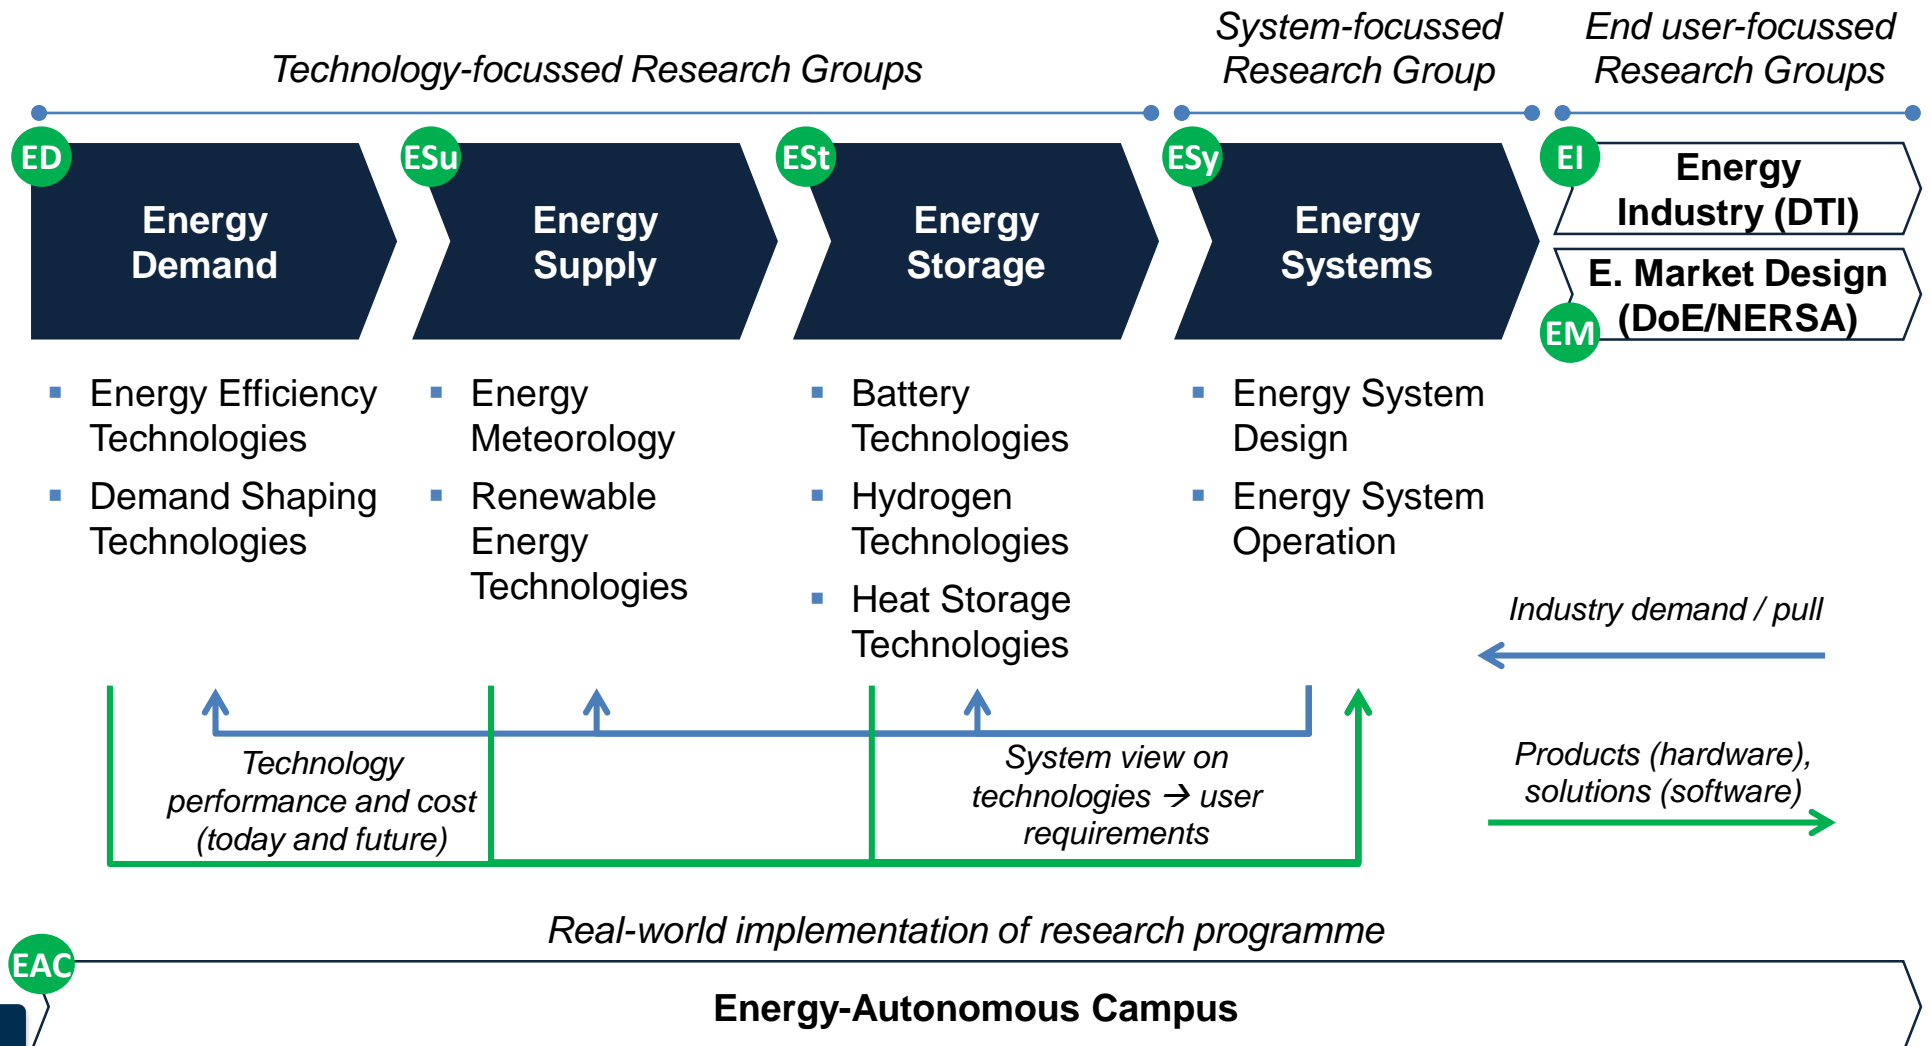 Technology-focussed Research Groups
System-focussed
Research Group
End user-focussed
Research Groups
ED
Energy
Demand
ESu
Energy
Supply
ESt
Energy
Storage
ESy
Energy
Systems
EI
Energy
Industry (DTI)
EM
E. Market Design
(DoE/NERSA)
▪ Energy Efficiency
Technologies
▪ Demand Shaping
Technologies
▪ Energy
Meteorology
▪ Renewable
Energy
Technologies
▪ Battery
Technologies
▪ Hydrogen
Technologies
▪ Heat Storage
Technologies
▪ Energy System
Design
▪ Energy System
Operation
Industry demand / pull
Technology
performance and cost
(today and future)
System view on
technologies → user
requirements
Products (hardware),
solutions (software)
Real-world implementation of research programme
EAC
Energy-Autonomous Campus